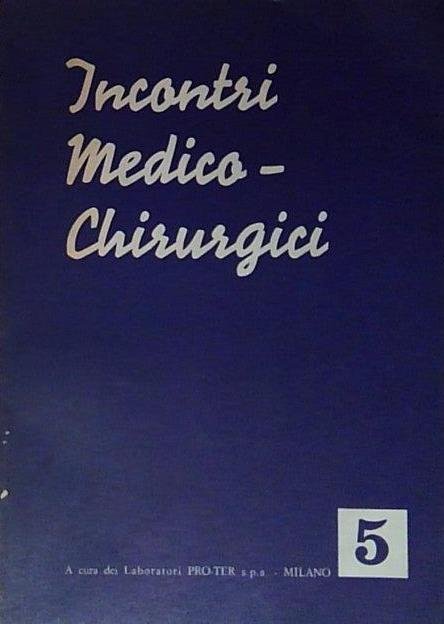 Incontri
Medico-
Chirurgici
5
A cura dei Laboratori PRO-TER s.p.a - MILANO